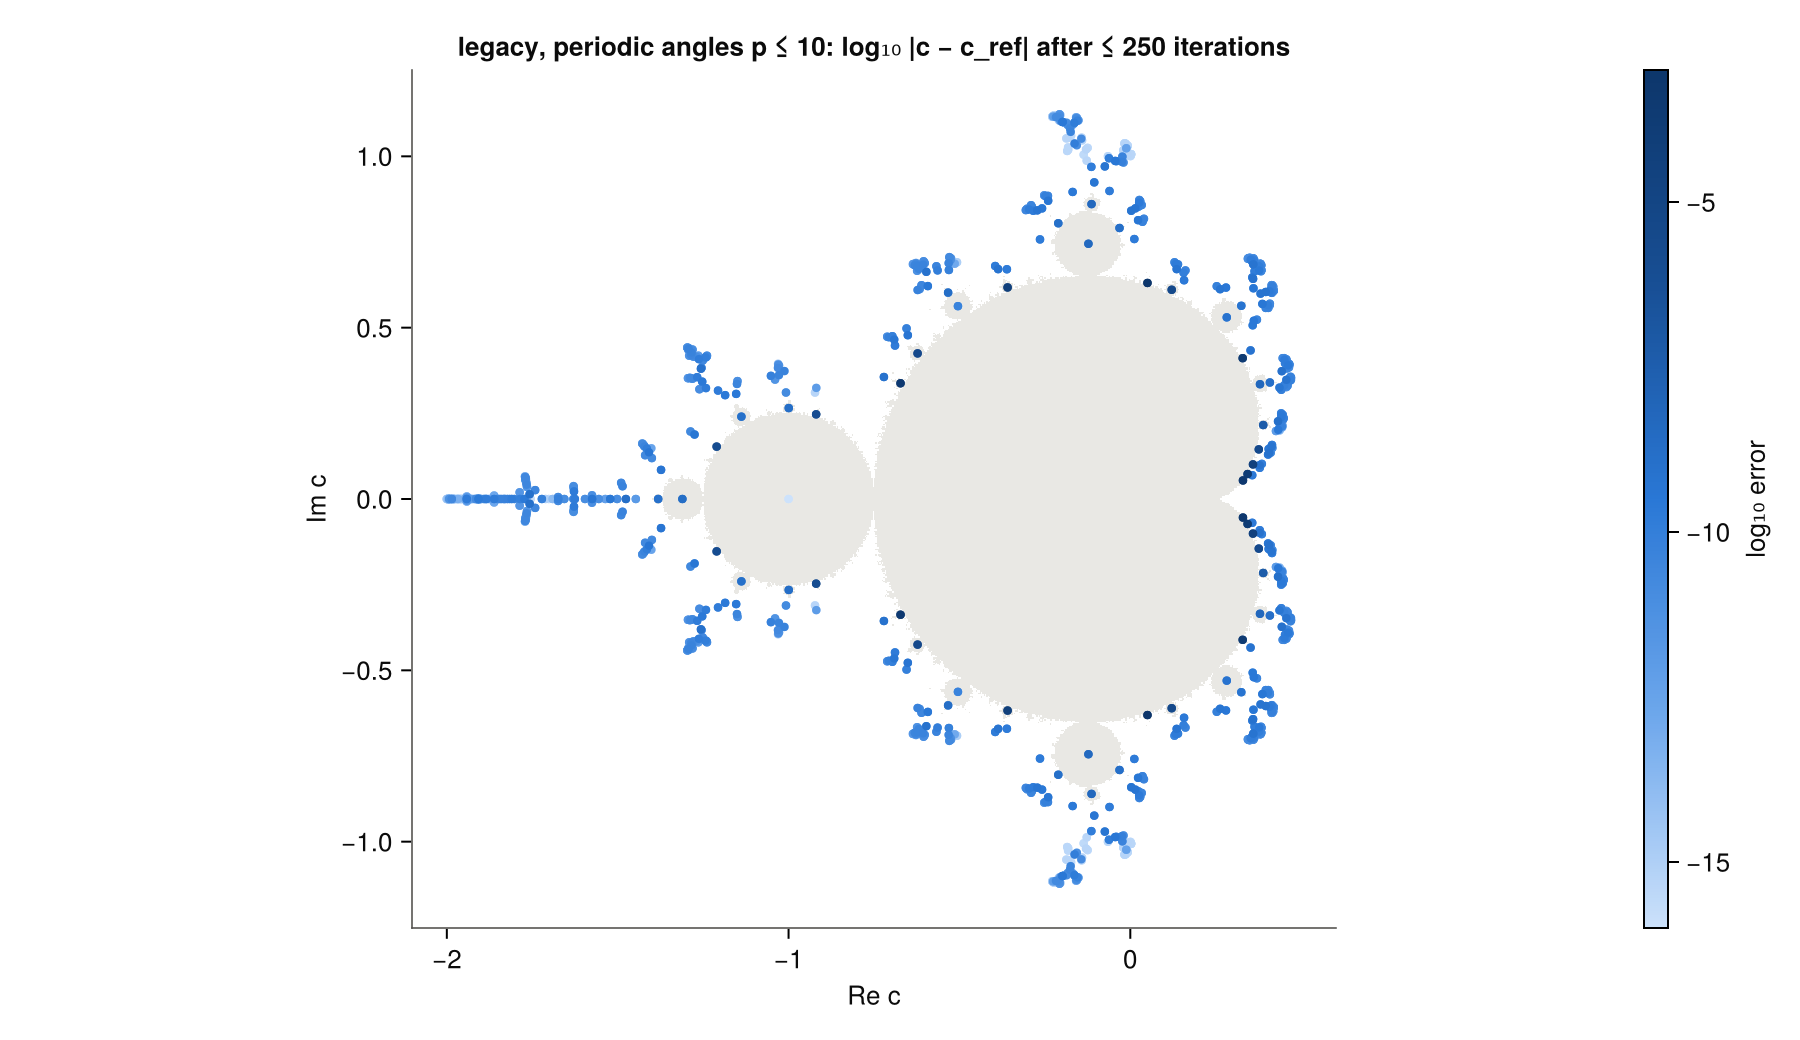 legacy, periodic angles p ≤ 10: log₁₀ |c − c_ref| after ≤ 250 iterations
1.0
0.5
0.0
−0.5
−1.0
Im c
−2
−1
0
Re c
−5
−10
−15
log₁₀ error